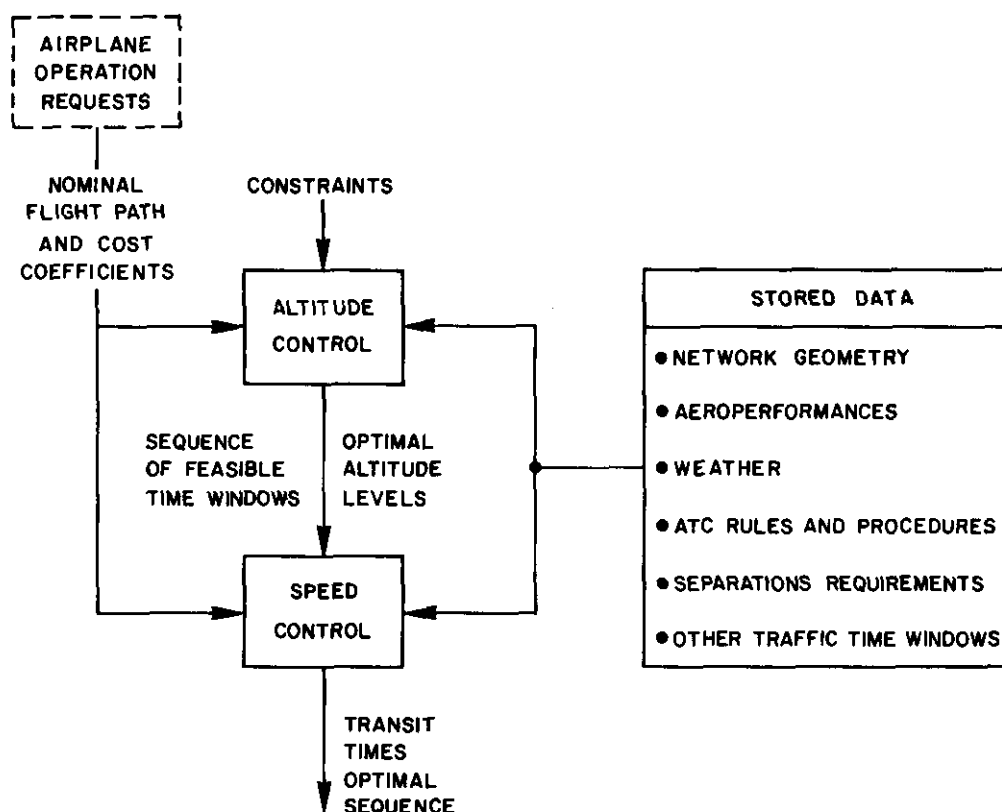 AIRPLANE
OPERATION
REQUESTS
NOMINAL
FLIGHT PATH
AND COST
COEFFICIENTS
CONSTRAINTS
ALTITUDE
CONTROL
SEQUENCE
OF FEASIBLE
TIME WINDOWS
OPTIMAL
ALTITUDE
LEVELS
SPEED
CONTROL
TRANSIT
TIMES
OPTIMAL
SEQUENCE
STORED DATA
● NETWORK GEOMETRY
● AEROPERFORMANCES
● WEATHER
● ATC RULES AND PROCEDURES
● SEPARATIONS REQUIREMENTS
● OTHER TRAFFIC TIME WINDOWS